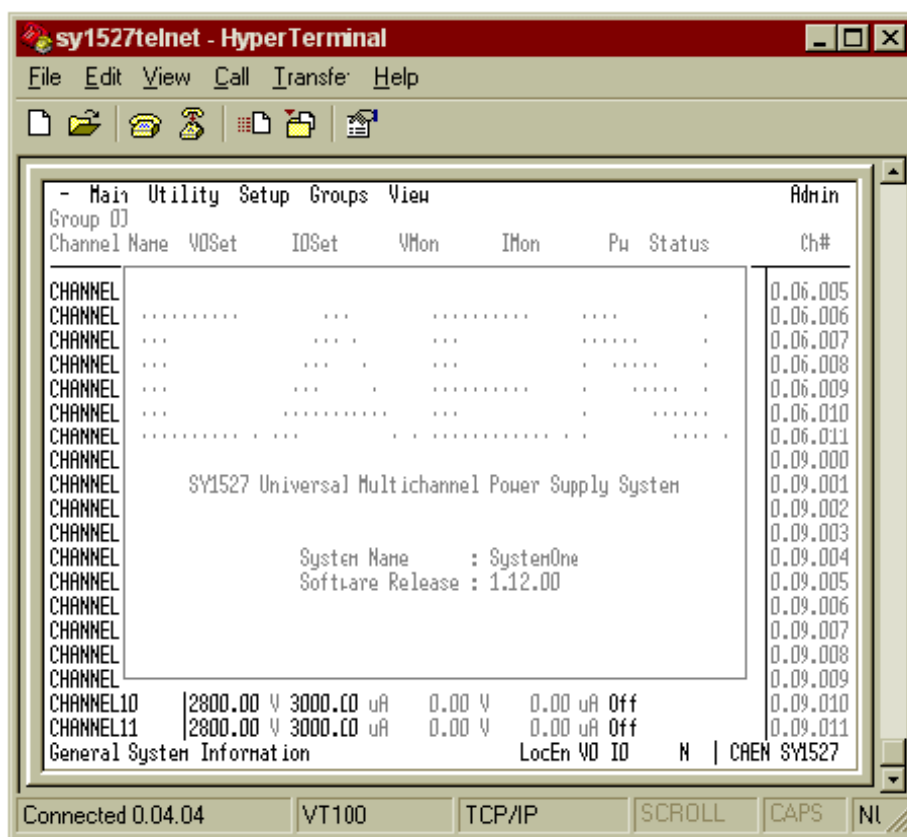 sy1527telnet - HyperTerminal
File Edit View Call Transfer Help
- Main Utility Setup Groups View Admin
Group 00
Channel Name V0Set I0Set VMon IMon Pw Status Ch#
CHANNEL 0.06.005
CHANNEL 0.06.006
CHANNEL 0.06.007
CHANNEL 0.06.008
CHANNEL 0.06.009
CHANNEL 0.06.010
CHANNEL 0.06.011
CHANNEL 0.09.000
CHANNEL SY1527 Universal Multichannel Power Supply System 0.09.001
CHANNEL 0.09.002
CHANNEL 0.09.003
CHANNEL System Name : SystemOne 0.09.004
CHANNEL Software Release : 1.12.00 0.09.005
CHANNEL 0.09.006
CHANNEL 0.09.007
CHANNEL 0.09.008
CHANNEL 0.09.009
CHANNEL10 2800.00 V 3000.00 uA 0.00 V 0.00 uA Off 0.09.010
CHANNEL11 2800.00 V 3000.00 uA 0.00 V 0.00 uA Off 0.09.011
General System Information LocEn V0 I0 N | CAEN SY1527
Connected 0.04.04 VT100 TCP/IP SCROLL CAPS